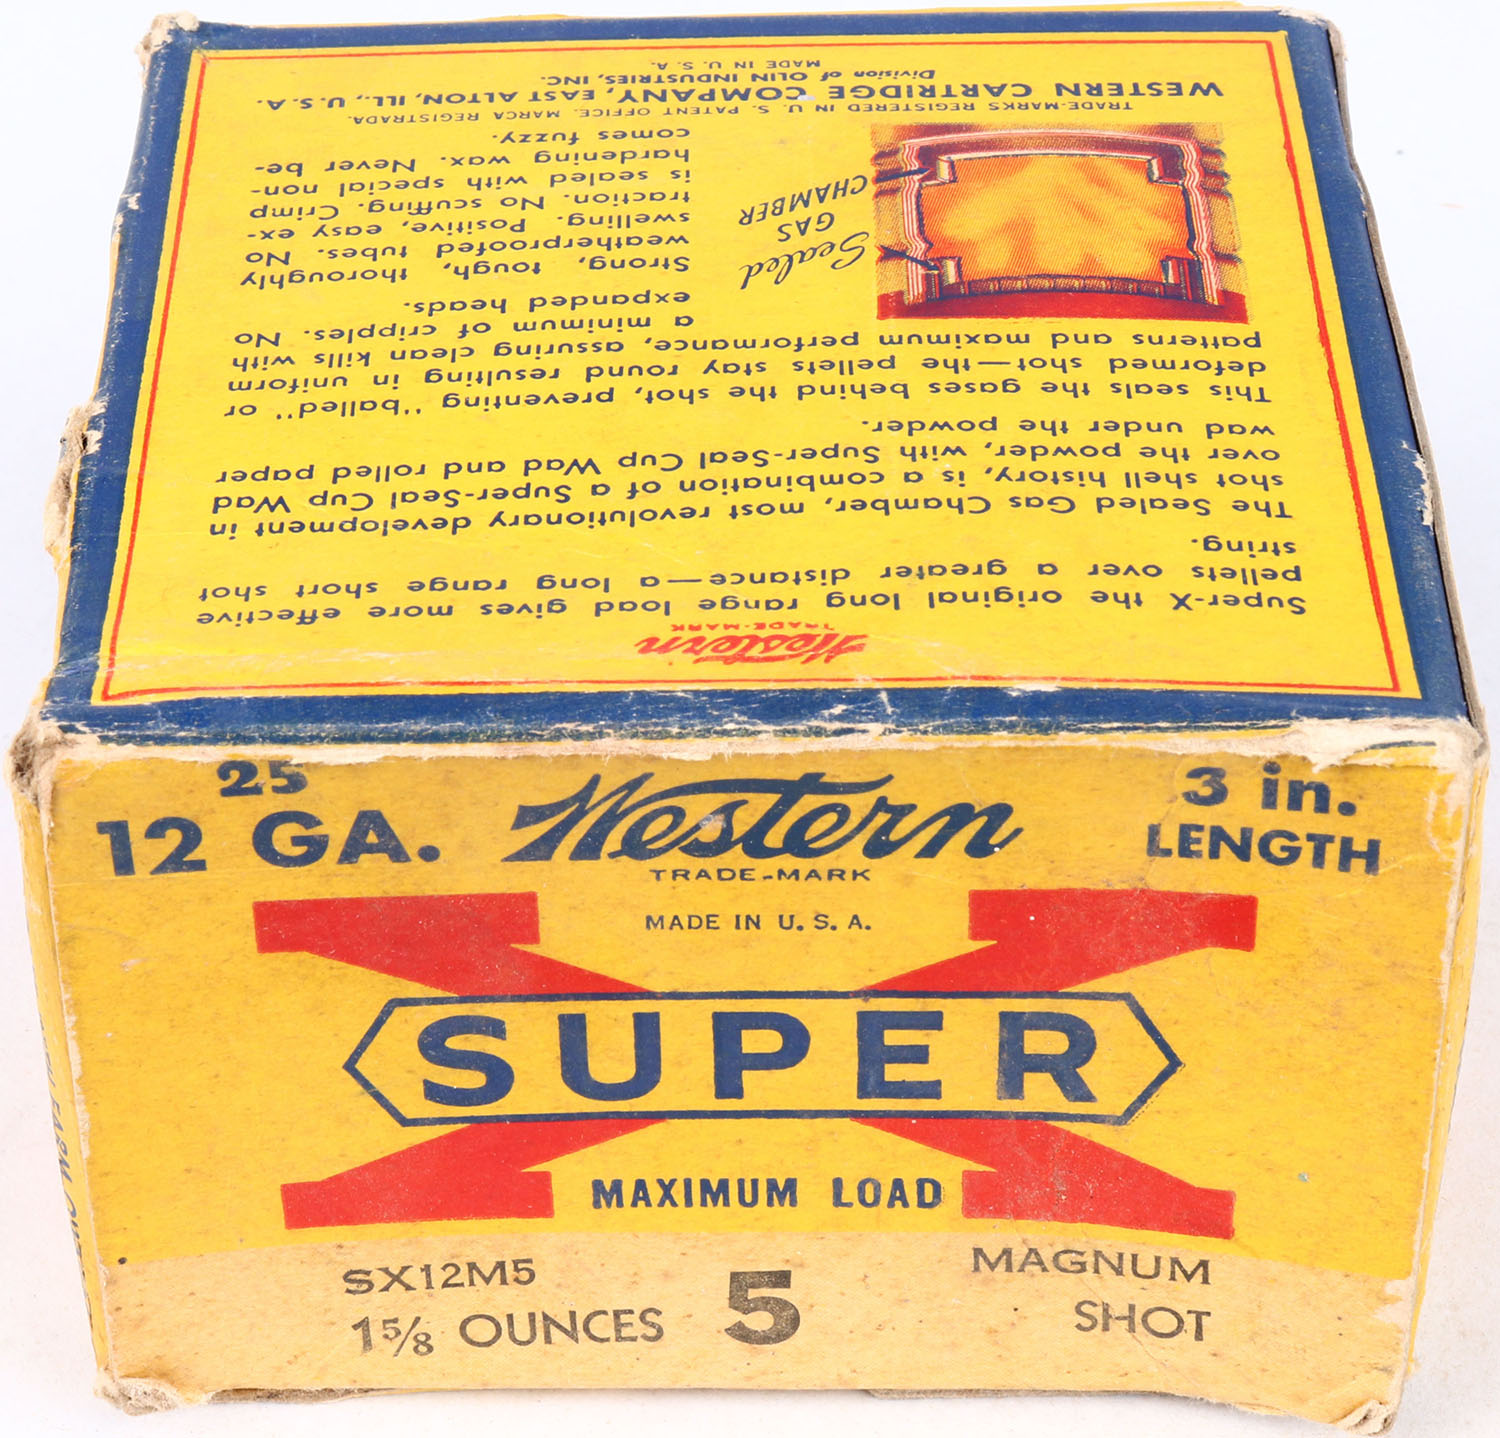 Western
TRADE-MARK
Super-X the original long range load gives more effective
pellets over a greater distance—a long range short shot
string.
The Sealed Gas Chamber, most revolutionary development in
shot shell history, is a combination of a Super-Seal Cup Wad
over the powder, with Super-Seal Cup Wad and rolled paper
wad under the powder.
This seals the gases behind the shot, preventing "balled" or
deformed shot—the pellets stay round resulting in uniform
patterns and maximum performance, assuring clean kills with
a minimum of cripples. No
expanded heads.
Strong, tough, thoroughly
weatherproofed tubes. No
swelling. Positive, easy ex-
traction. No scuffing. Crimp
is sealed with special non-
hardening wax. Never be-
comes fuzzy.
Sealed
GAS
CHAMBER
TRADE-MARKS REGISTERED IN U. S. PATENT OFFICE. MARCA REGISTRADA.
WESTERN CARTRIDGE COMPANY, EAST ALTON, ILL., U.S.A.
Division of OLIN INDUSTRIES, INC.
MADE IN U. S. A.
25
12 GA.
Western
TRADE-MARK
MADE IN U. S. A.
3 in.
LENGTH
X
SUPER
MAXIMUM LOAD
SX12M5
1 5/8 OUNCES
5
MAGNUM
SHOT